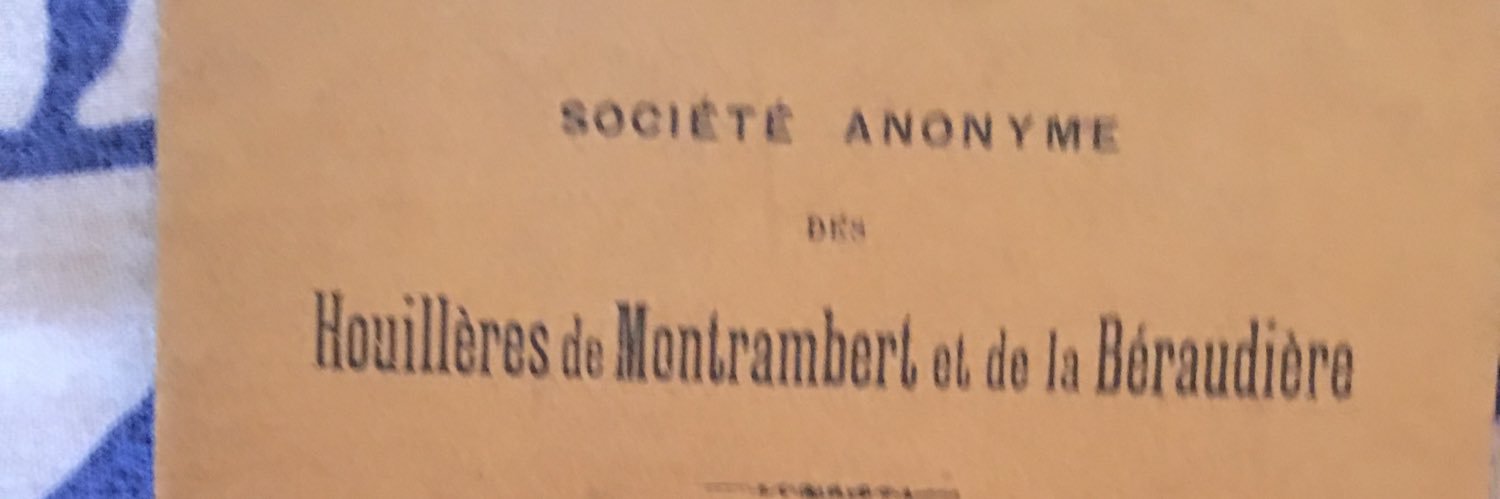 SOCIÉTÉ ANONYME
DES
Houillères de Montrambert et de la Béraudière